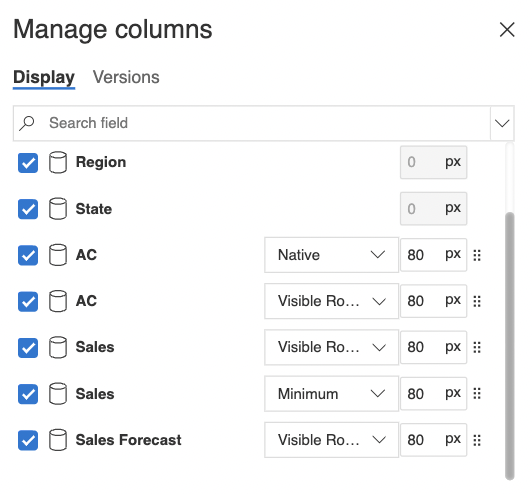 Manage columns
Display Versions
Search field
Region 0 px
State 0 px
AC Native 80 px
AC Visible Ro... 80 px
Sales Visible Ro... 80 px
Sales Minimum 80 px
Sales Forecast Visible Ro... 80 px